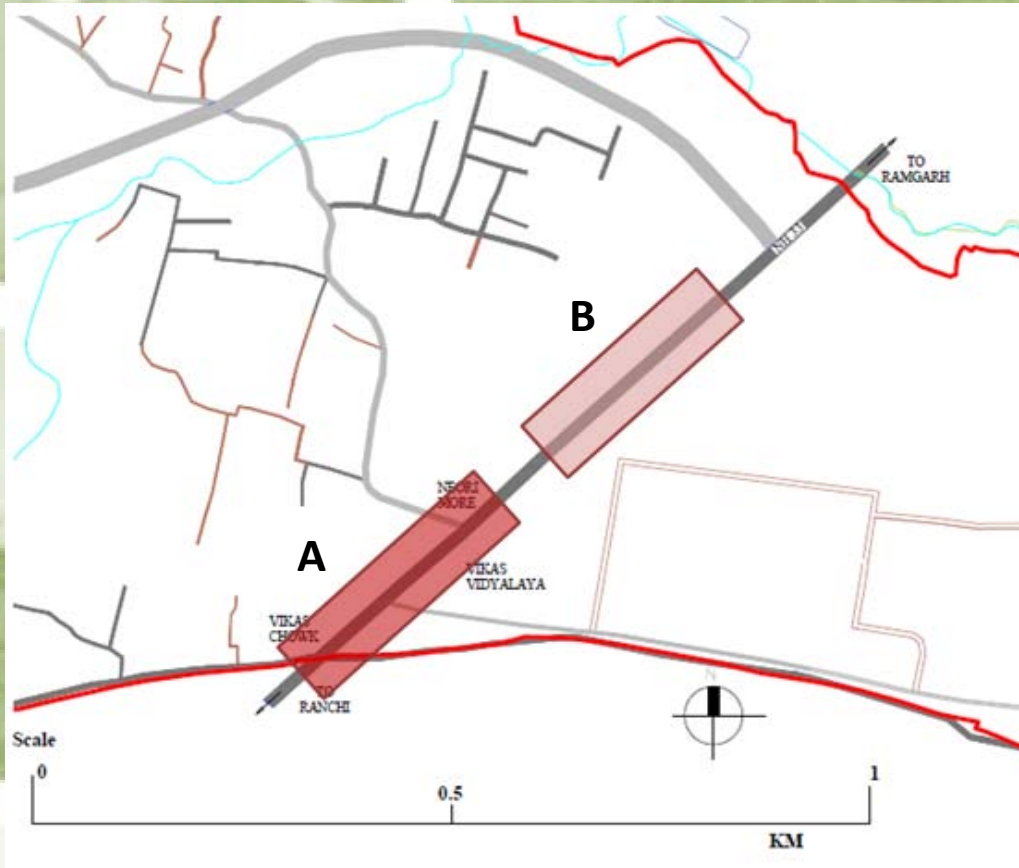 TO
RAMGARH
NH 33
B
NEORI
MORE
A
VIKAS
VIDYALAYA
VIKAS
CHOWK
TO
RANCHI
N
Scale
0
0.5
1
KM